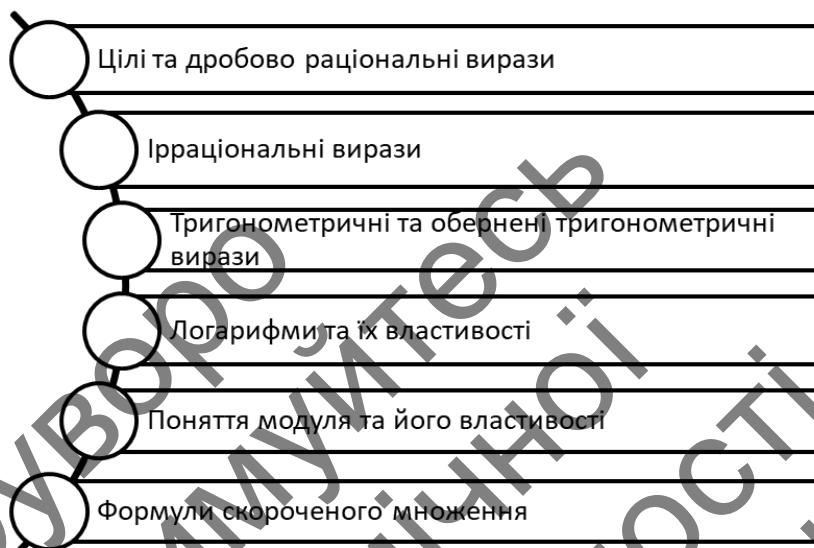 Цілі та дробово раціональні вирази
Ірраціональні вирази
Тригонометричні та обернені тригонометричні
вирази
Логарифми та їх властивості
Поняття модуля та його властивості
Формули скороченого множення